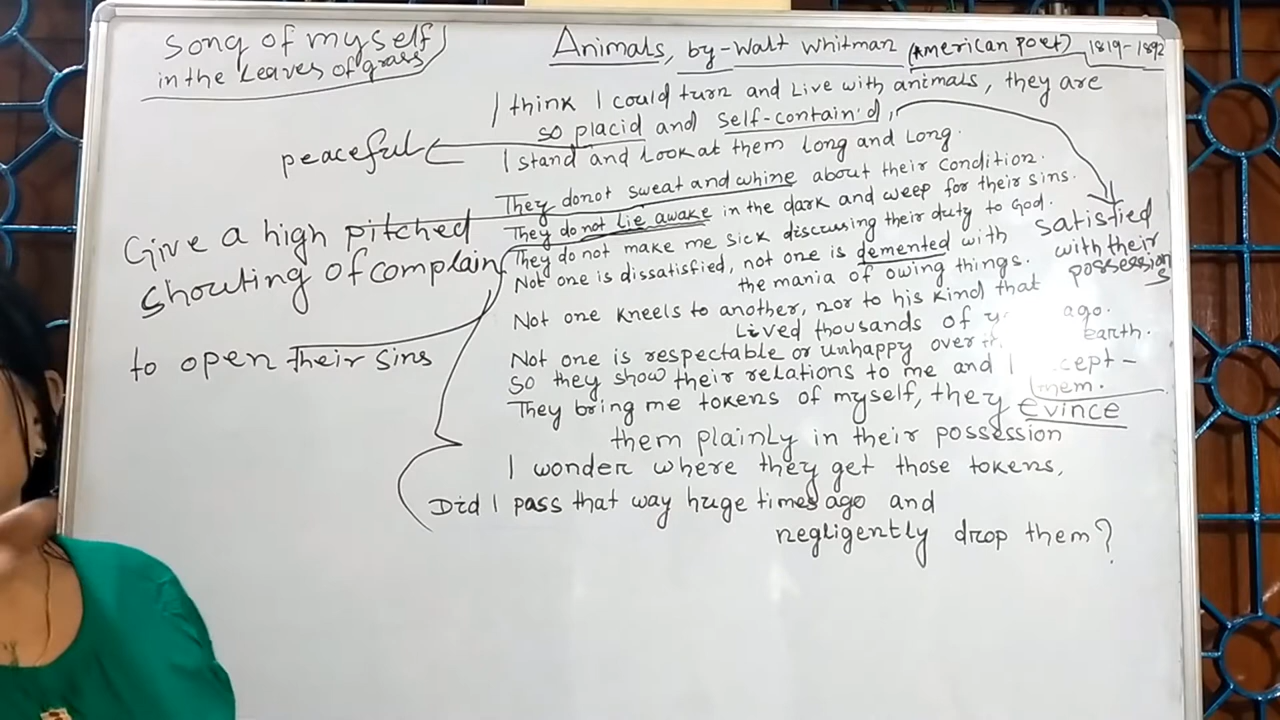 Song of myself
in the Leaves of grass
Animals, by-Walt Whitman (American Poet) 1819-1892
I think I could turn and Live with animals, they are
so placid and self-contain'd,
peaceful
I stand and Look at them Long and Long.
They donot sweat and whine about their condition.
They do not lie awake in the dark and weep for their sins.
They do not make me sick discussing their duty to God.
Not one is dissatisfied, not one is demented with
the mania of owing things.
satisfied
with their
possessions
Give a high pitched
shouting of complain
Not one kneels to another, nor to his kind that
Lived thousands of ago.
to open their sins
Not one is respectable or unhappy over earth.
So they show their relations to me and I
them.
They bring me tokens of myself, they evince
them plainly in their possession
I wonder where they get those tokens,
Did I pass that way huge times ago and
negligently drop them?